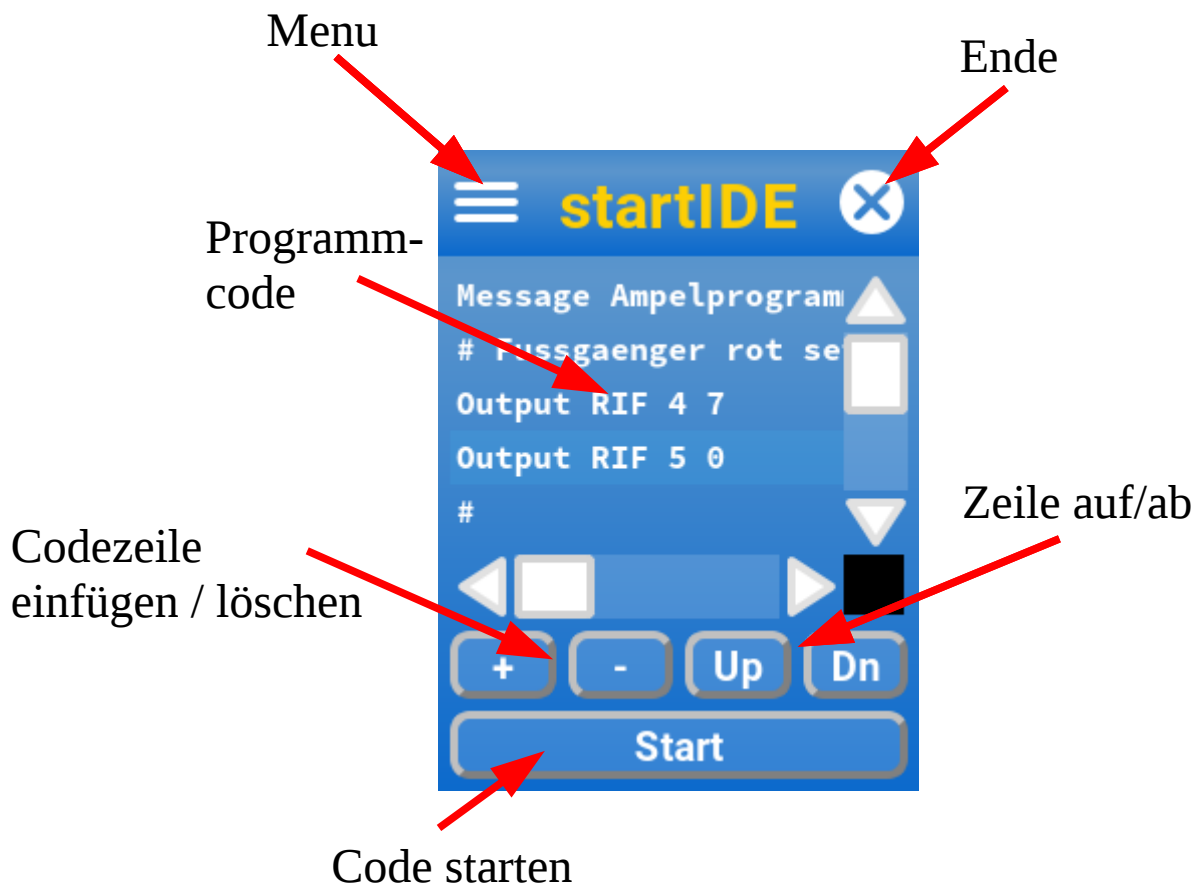 Menu
Ende
startIDE
Programm-
code
Message Ampelprogram
# Fussgaenger rot se
Output RIF 4 7
Output RIF 5 0
#
Zeile auf/ab
Codezeile
einfügen / löschen
+ - Up Dn
Start
Code starten